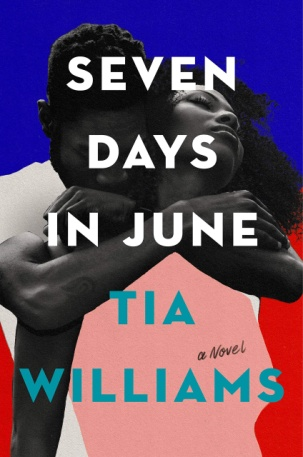 SEVEN
DAYS
IN JUNE
TIA
a Novel
WILLIAMS